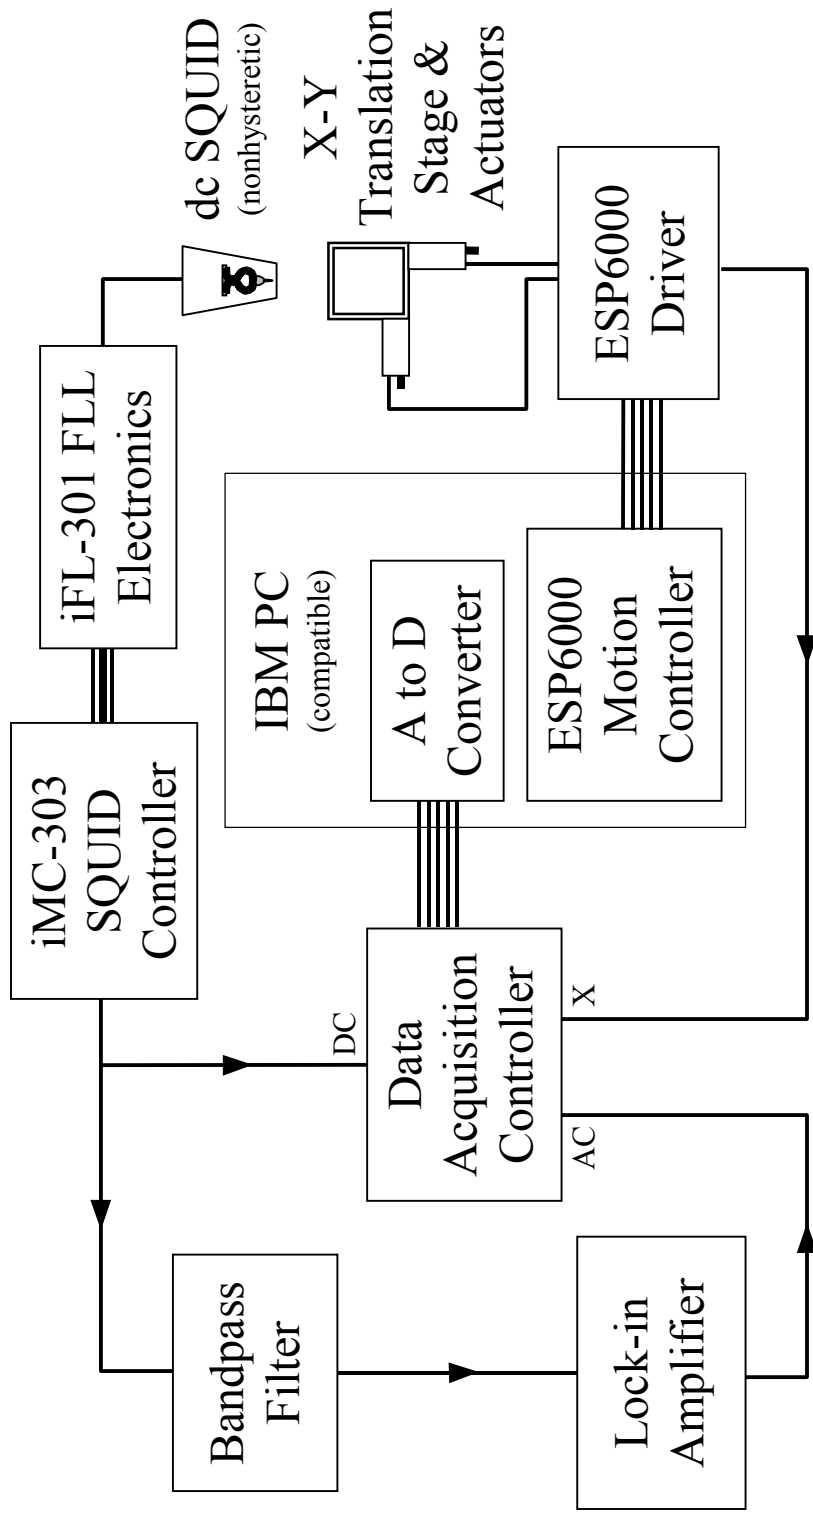 iMC-303
SQUID
Controller
iFL-301 FLL
Electronics
dc SQUID
(nonhysteretic)
X-Y
Translation
Stage &
Actuators
Bandpass
Filter
DC
Data
Acquisition
Controller
AC
X
IBM PC
(compatible)
A to D
Converter
Lock-in
Amplifier
ESP6000
Motion
Controller
ESP6000
Driver